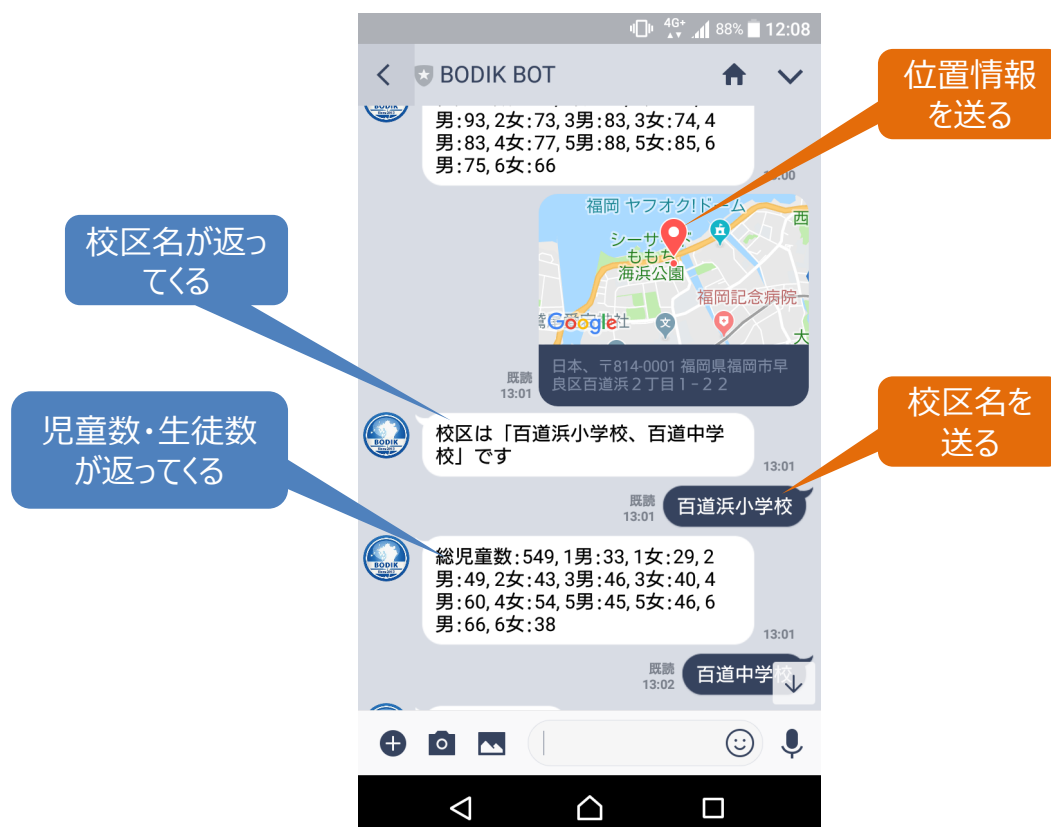 4G+ 88% 12:08
BODIK BOT
男:93, 2女:73, 3男:83, 3女:74, 4
男:83, 4女:77, 5男:88, 5女:85, 6
男:75, 6女:66
位置情報
を送る
福岡 ヤフオク!ドーム
西
ももち
海浜公園
福岡記念病院
大
Google
日本、〒814-0001 福岡県福岡市早
良区百道浜2丁目1-22
既読
13:01
校区名が返っ
てくる
BODIK
校区は「百道浜小学校、百道中学
校」です
13:01
校区名を
送る
既読
13:01
百道浜小学校
児童数・生徒数
が返ってくる
BODIK
総児童数:549, 1男:33, 1女:29, 2
男:49, 2女:43, 3男:46, 3女:40, 4
男:60, 4女:54, 5男:45, 5女:46, 6
男:66, 6女:38
13:01
既読
13:02
百道中学校